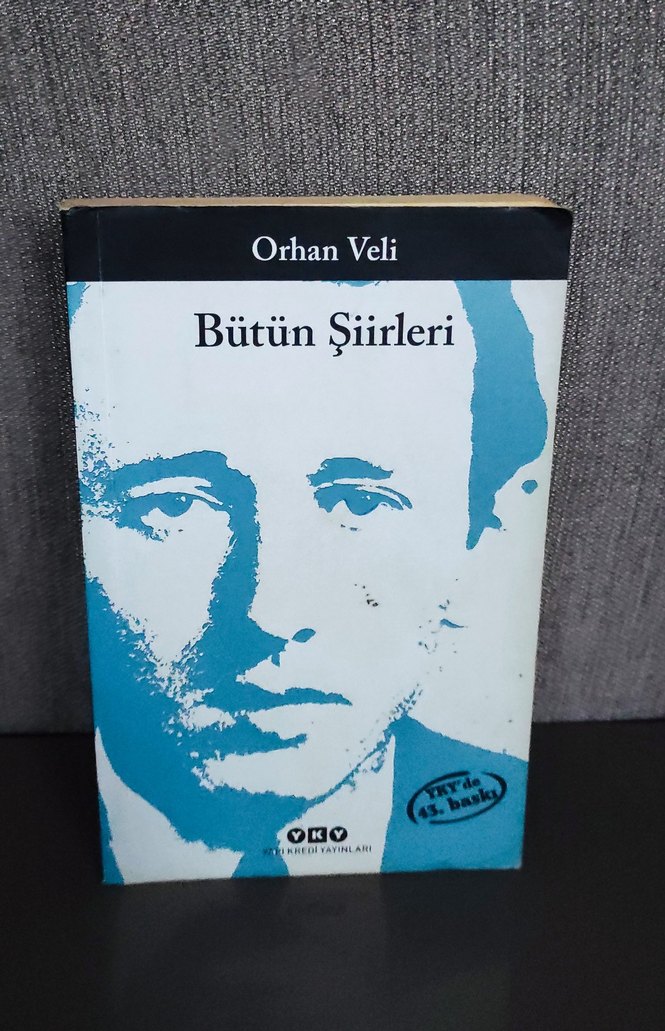 Orhan Veli
Bütün Şiirleri
YKY'de
43. baskı
YKY
YAPI KREDİ YAYINLARI